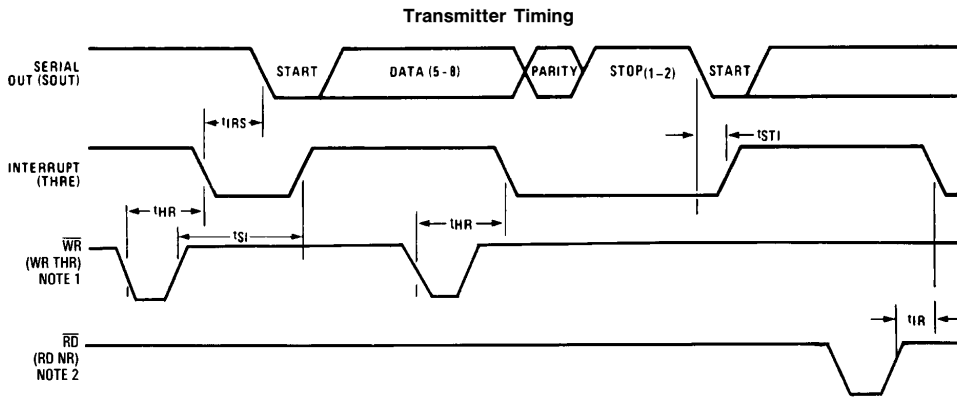 Transmitter Timing
SERIAL
OUT (SOUT)
START
DATA (5-8)
PARITY
STOP(1-2)
START
tIRS
tSTI
INTERRUPT
(THRE)
tHR
tHR
tSI
WR
(WR THR)
NOTE 1
tIR
RD
(RD NR)
NOTE 2